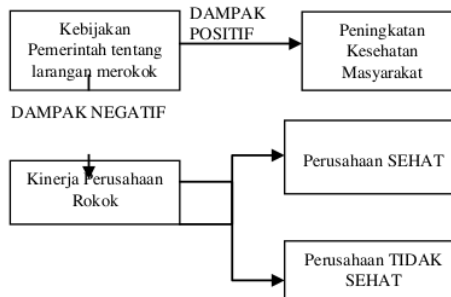 Kebijakan
Pemerintah tentang
larangan merokok
DAMPAK
POSITIF
Peningkatan
Kesehatan
Masyarakat
DAMPAK NEGATIF
Kinerja Perusahaan
Rokok
Perusahaan SEHAT
Perusahaan TIDAK
SEHAT